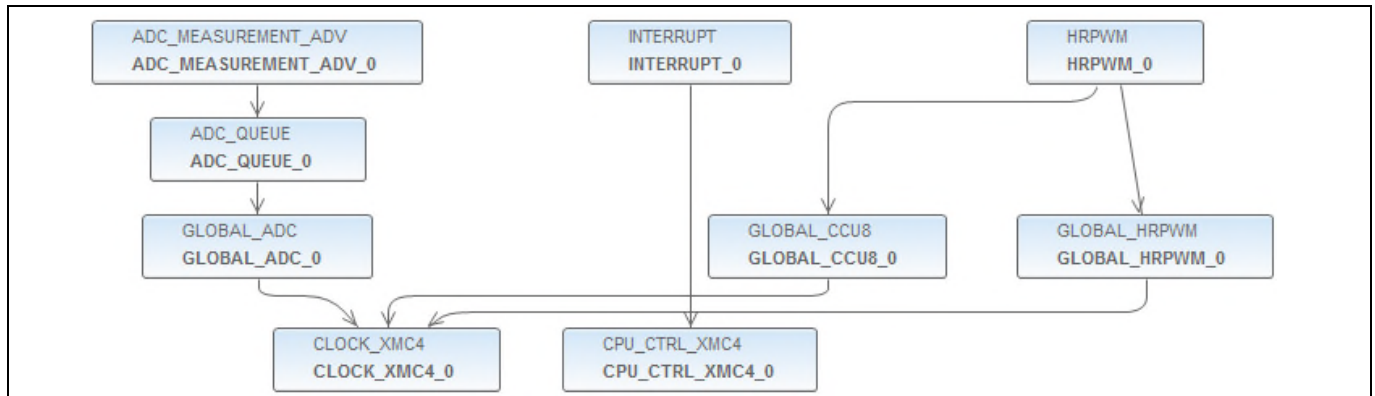 ADC_MEASUREMENT_ADV
ADC_MEASUREMENT_ADV_0
INTERRUPT
INTERRUPT_0
HRPWM
HRPWM_0
ADC_QUEUE
ADC_QUEUE_0
GLOBAL_ADC
GLOBAL_ADC_0
GLOBAL_CCU8
GLOBAL_CCU8_0
GLOBAL_HRPWM
GLOBAL_HRPWM_0
CLOCK_XMC4
CLOCK_XMC4_0
CPU_CTRL_XMC4
CPU_CTRL_XMC4_0